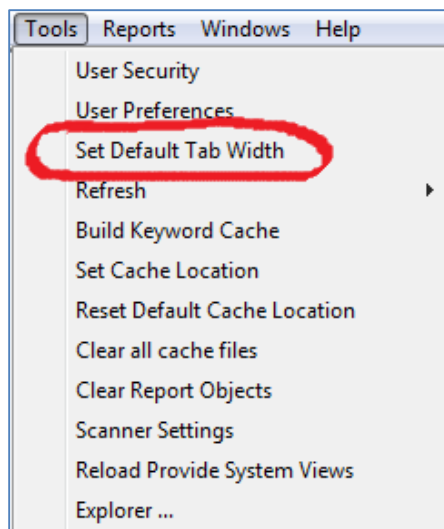 Tools Reports Windows Help
User Security
User Preferences
Set Default Tab Width
Refresh
Build Keyword Cache
Set Cache Location
Reset Default Cache Location
Clear all cache files
Clear Report Objects
Scanner Settings
Reload Provide System Views
Explorer ...